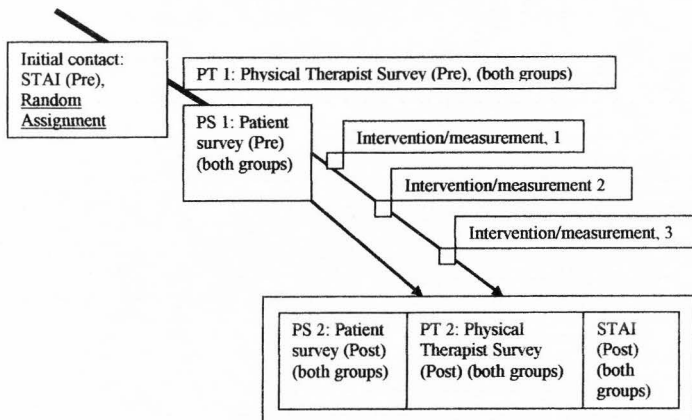 Initial contact:
STAI (Pre),
Random
Assignment
PT 1: Physical Therapist Survey (Pre), (both groups)
PS 1: Patient
survey (Pre)
(both groups)
Intervention/measurement, 1
Intervention/measurement 2
Intervention/measurement, 3
PS 2: Patient
survey (Post)
(both groups)
PT 2: Physical
Therapist Survey
(Post) (both groups)
STAI
(Post)
(both
groups)